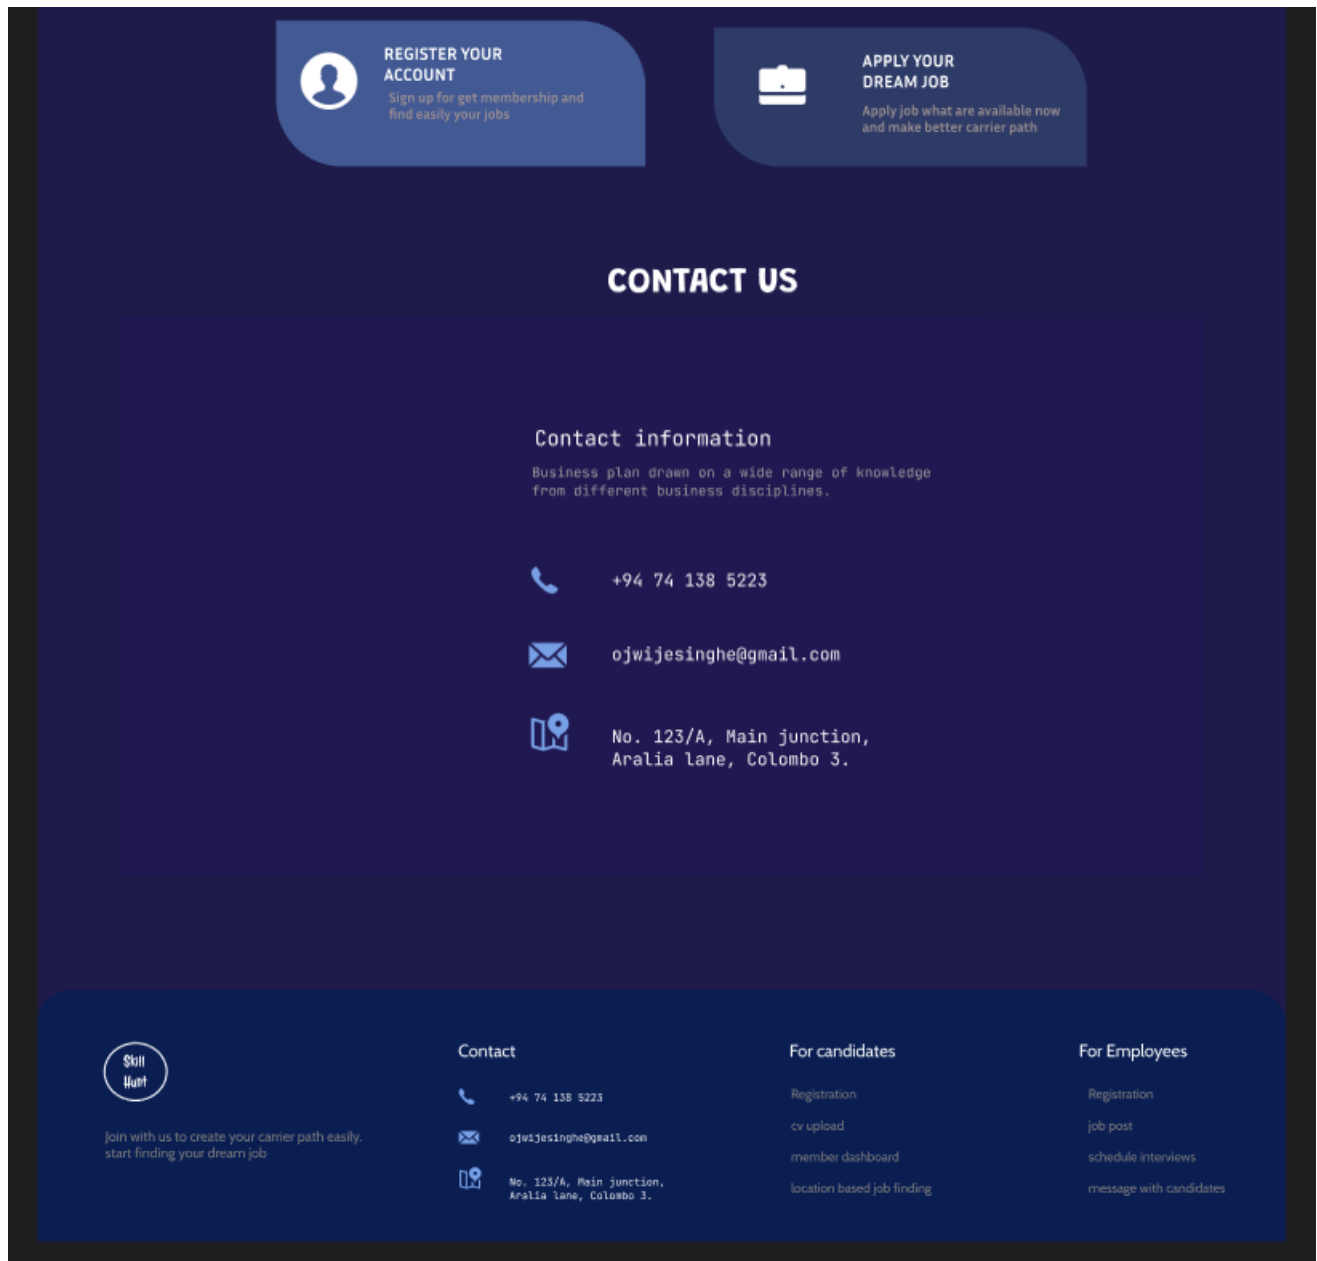 REGISTER YOUR
ACCOUNT
Sign up for get membership and
find easily your jobs
APPLY YOUR
DREAM JOB
Apply job what are available now
and make better carrier path
CONTACT US
Contact information
Business plan drawn on a wide range of knowledge
from different business disciplines.
+94 74 138 5223
ojwijesinghe@gmail.com
No. 123/A, Main junction,
Aralia lane, Colombo 3.
Skill
Hunt
Join with us to create your carrier path easily.
start finding your dream job
Contact
+94 74 138 5223
ojwijesinghe@gmail.com
No. 123/A, Main junction,
Aralia lane, Colombo 3.
For candidates
Registration
cv upload
member dashboard
location based job finding
For Employees
Registration
job post
schedule interviews
message with candidates